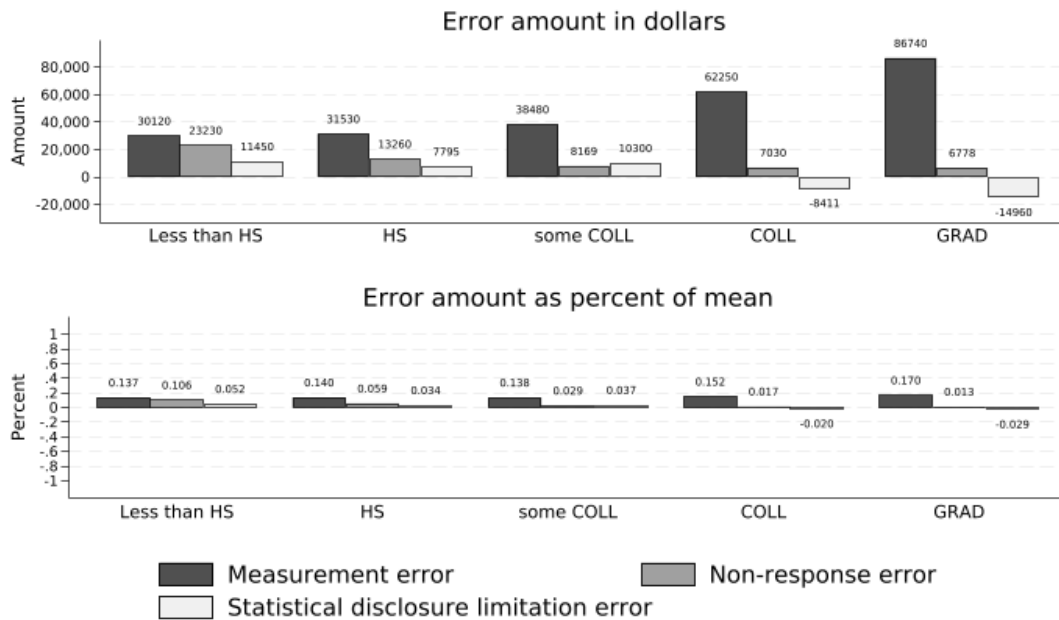 Error amount in dollars
Amount
80,000
60,000
40,000
20,000
0
-20,000
30120 23230 11450
31530 13260 7795
38480 8169 10300
62250 7030 -8411
86740 6778 -14960
Less than HS HS some COLL COLL GRAD
Error amount as percent of mean
Percent
1
.8
.6
.4
.2
0
-.2
-.4
-.6
-.8
-1
0.137 0.106 0.052
0.140 0.059 0.034
0.138 0.029 0.037
0.152 0.017 -0.020
0.170 0.013 -0.029
Less than HS HS some COLL COLL GRAD
Measurement error Non-response error
Statistical disclosure limitation error